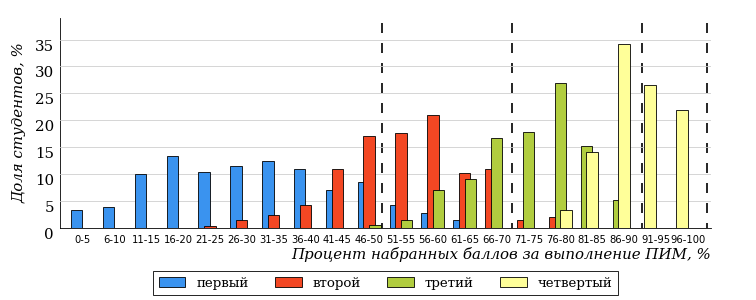 Доля студентов, %
35
30
25
20
15
10
5
0
0-5 6-10 11-15 16-20 21-25 26-30 31-35 36-40 41-45 46-50 51-55 56-60 61-65 66-70 71-75 76-80 81-85 86-90 91-95 96-100
Процент набранных баллов за выполнение ПИМ, %
первый второй третий четвертый